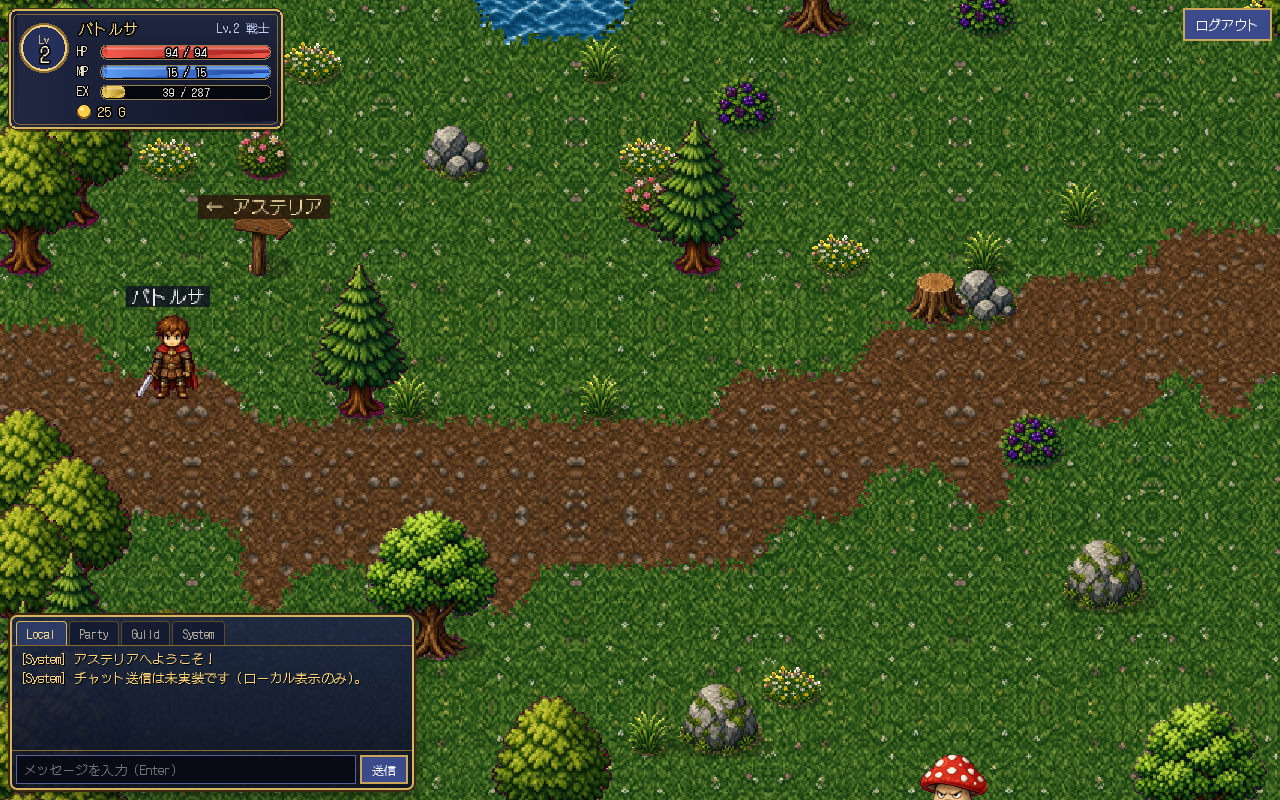 Lv
2
バトルサ
Lv.2 戦士
HP 94 / 94
MP 15 / 15
EX 39 / 287
25 G
ログアウト
← アステリア
バトルサ
Local Party Guild System
[System] アステリアへようこそ！
[System] チャット送信は未実装です（ローカル表示のみ）。
メッセージを入力 (Enter)
送信